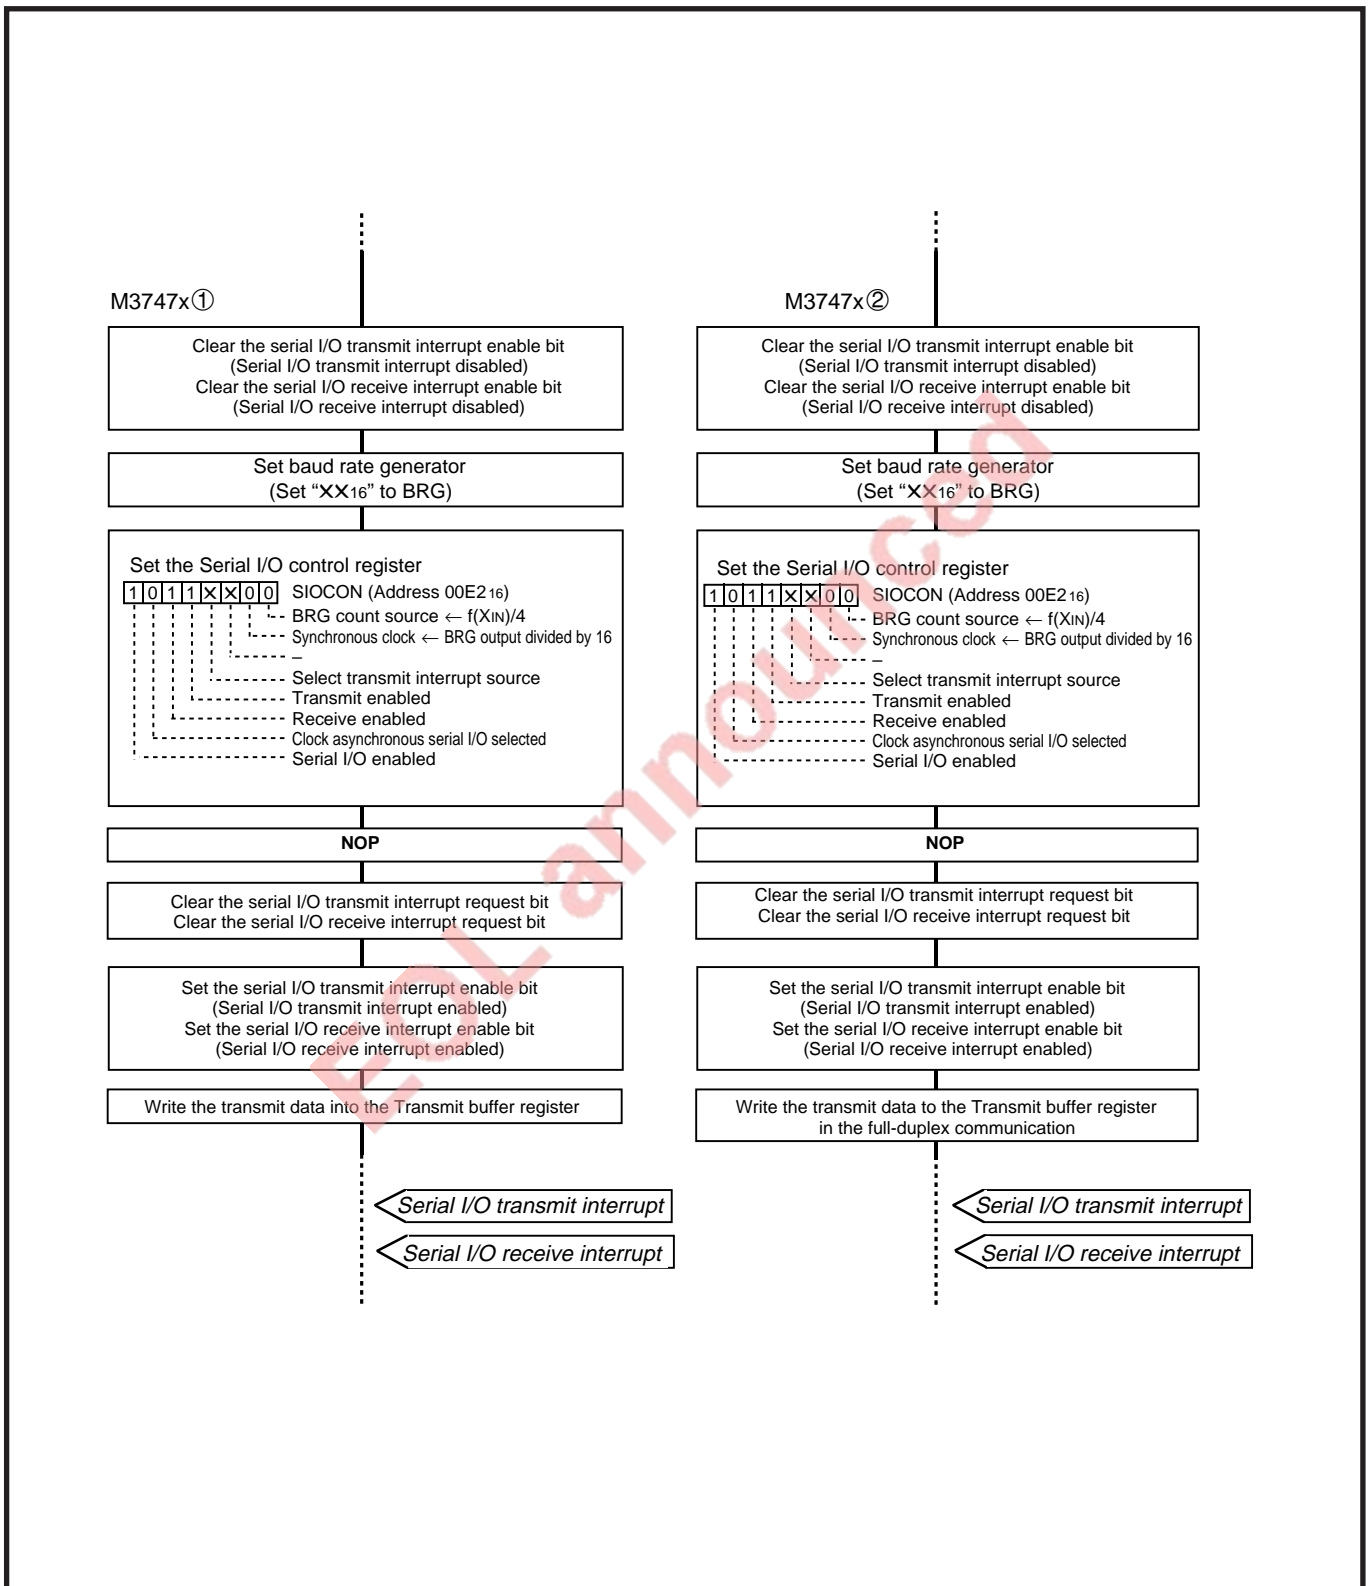 M3747x①
Clear the serial I/O transmit interrupt enable bit
(Serial I/O transmit interrupt disabled)
Clear the serial I/O receive interrupt enable bit
(Serial I/O receive interrupt disabled)
Set baud rate generator
(Set “XX16” to BRG)
Set the Serial I/O control register
1 0 1 1 X X 0 0 SIOCON (Address 00E216)
BRG count source ← f(XIN)/4
Synchronous clock ← BRG output divided by 16
–
Select transmit interrupt source
Transmit enabled
Receive enabled
Clock asynchronous serial I/O selected
Serial I/O enabled
NOP
Clear the serial I/O transmit interrupt request bit
Clear the serial I/O receive interrupt request bit
Set the serial I/O transmit interrupt enable bit
(Serial I/O transmit interrupt enabled)
Set the serial I/O receive interrupt enable bit
(Serial I/O receive interrupt enabled)
Write the transmit data into the Transmit buffer register
Serial I/O transmit interrupt
Serial I/O receive interrupt
M3747x②
Clear the serial I/O transmit interrupt enable bit
(Serial I/O transmit interrupt disabled)
Clear the serial I/O receive interrupt enable bit
(Serial I/O receive interrupt disabled)
Set baud rate generator
(Set “XX16” to BRG)
Set the Serial I/O control register
1 0 1 1 X X 0 0 SIOCON (Address 00E216)
BRG count source ← f(XIN)/4
Synchronous clock ← BRG output divided by 16
–
Select transmit interrupt source
Transmit enabled
Receive enabled
Clock asynchronous serial I/O selected
Serial I/O enabled
NOP
Clear the serial I/O transmit interrupt request bit
Clear the serial I/O receive interrupt request bit
Set the serial I/O transmit interrupt enable bit
(Serial I/O transmit interrupt enabled)
Set the serial I/O receive interrupt enable bit
(Serial I/O receive interrupt enabled)
Write the transmit data to the Transmit buffer register
in the full-duplex communication
Serial I/O transmit interrupt
Serial I/O receive interrupt
EOL announced